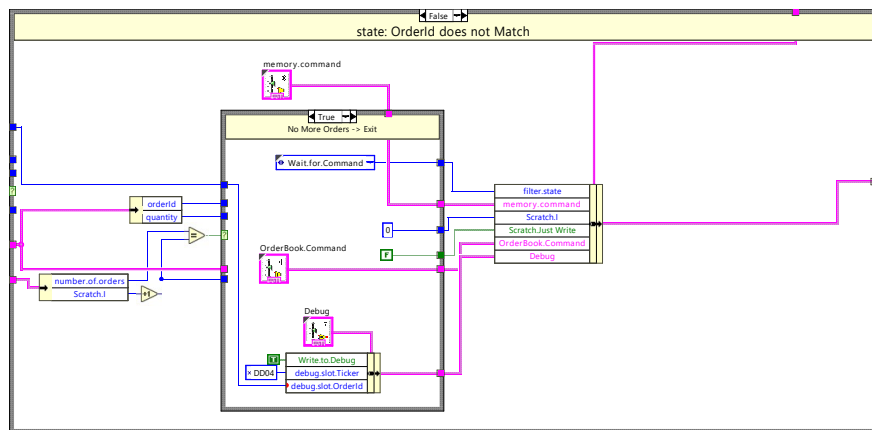 False
state: OrderId does not Match
memory.command
True
No More Orders -> Exit
Wait.for.Command
filter.state
memory.command
Scratch.I
Scratch.Just Write
OrderBook.Command
Debug
orderId
quantity
?
=
?
0
F
OrderBook.Command
number.of.orders
Scratch.I
+1
Debug
T
Write.to.Debug
× DD04
debug.slot.Ticker
debug.slot.OrderId